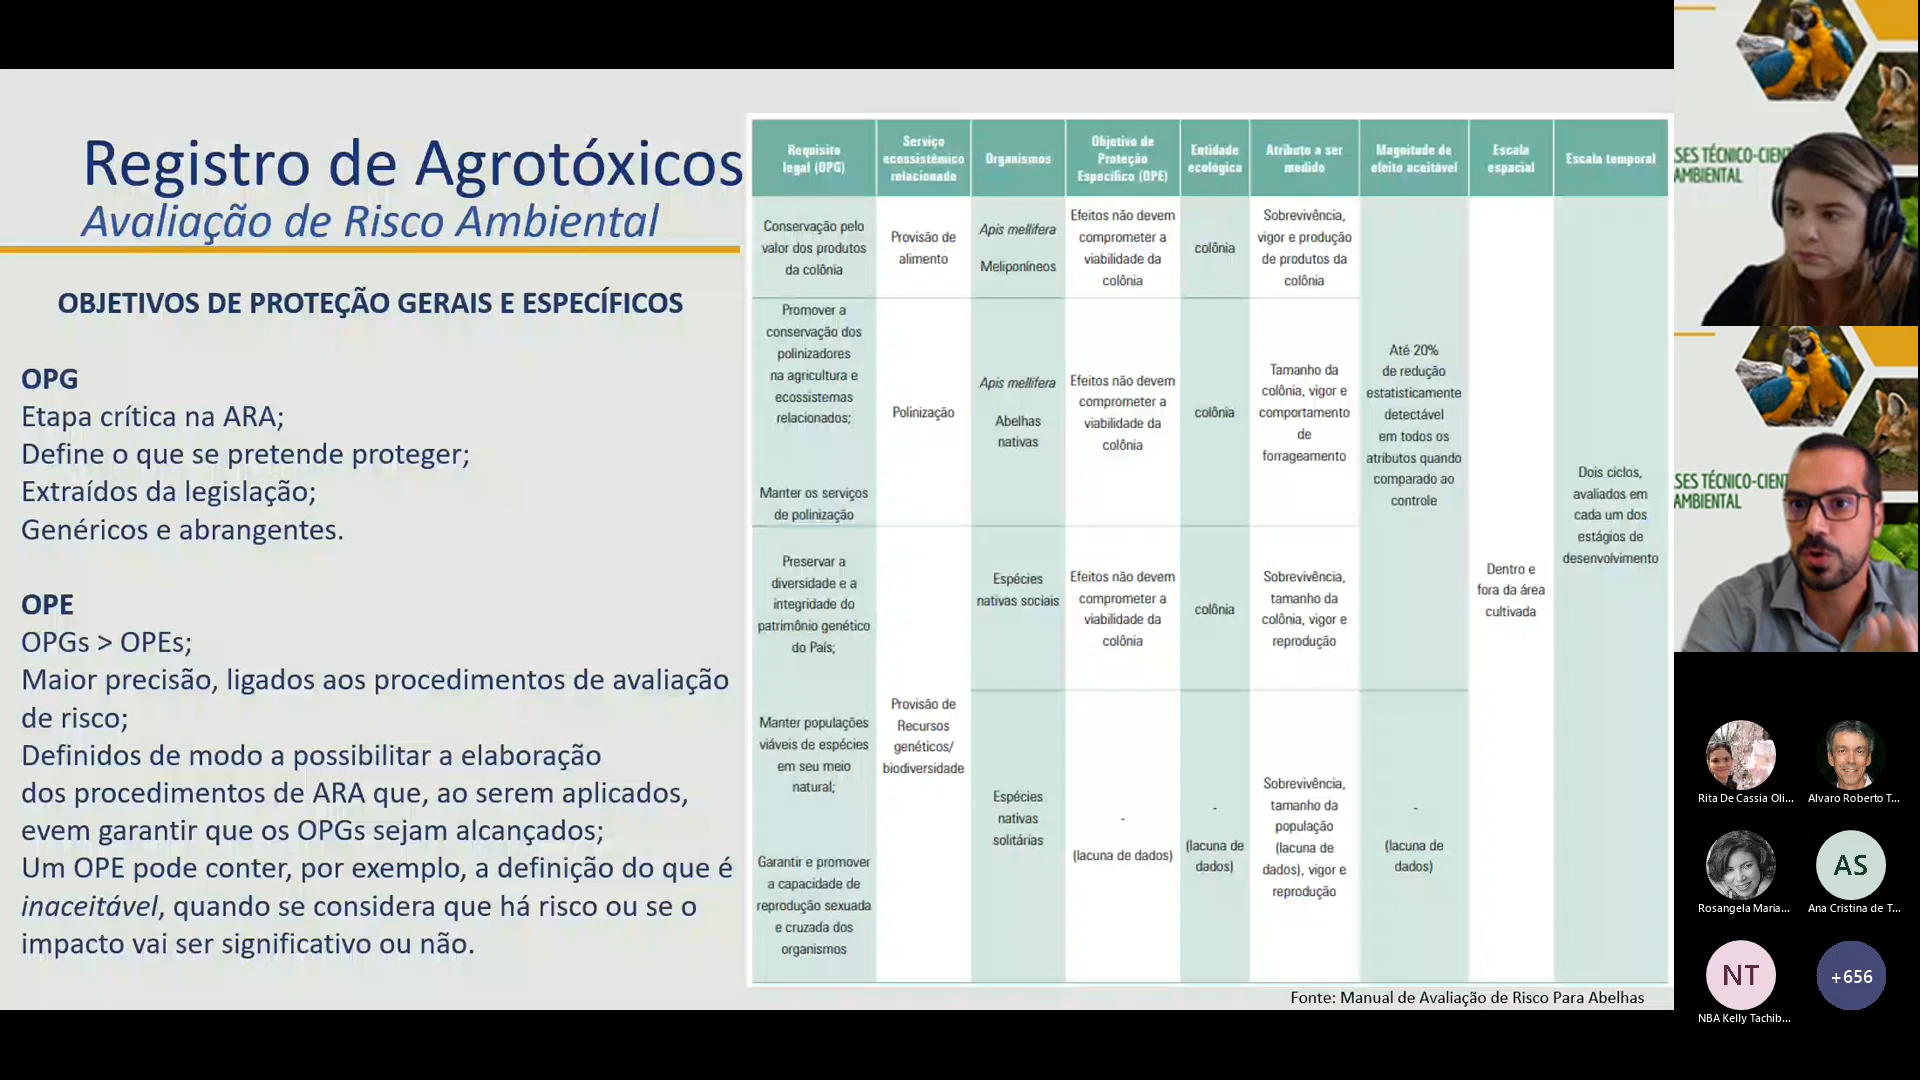 Registro de Agrotóxicos
Avaliação de Risco Ambiental
OBJETIVOS DE PROTEÇÃO GERAIS E ESPECÍFICOS
OPG
Etapa crítica na ARA;
Define o que se pretende proteger;
Extraídos da legislação;
Genéricos e abrangentes.
OPE
OPGs > OPEs;
Maior precisão, ligados aos procedimentos de avaliação
de risco;
Definidos de modo a possibilitar a elaboração
dos procedimentos de ARA que, ao serem aplicados,
evem garantir que os OPGs sejam alcançados;
Um OPE pode conter, por exemplo, a definição do que é
inaceitável, quando se considera que há risco ou se o
impacto vai ser significativo ou não.
Requisito
legal (OPG)
Serviço
ecossistêmico
relacionado
Organismos
Objetivo de
Proteção
Específico (OPE)
Entidade
ecológica
Atributo a ser
medido
Magnitude de
efeito aceitável
Escala
espacial
Escala temporal
Conservação pelo
valor dos produtos
da colônia
Provisão de
alimento
Apis mellifera
Meliponíneos
Efeitos não devem
comprometer a
viabilidade da
colônia
colônia
Sobrevivência,
vigor e produção
de produtos da
colônia
Promover a
conservação dos
polinizadores
na agricultura e
ecossistemas
relacionados;
Manter os serviços
de polinização
Polinização
Apis mellifera
Abelhas
nativas
Efeitos não devem
comprometer a
viabilidade da
colônia
colônia
Tamanho da
colônia, vigor e
comportamento
de
forrageamento
Até 20%
de redução
estatisticamente
detectável
em todos os
atributos quando
comparado ao
controle
Dentro e
fora da área
cultivada
Dois ciclos,
avaliados em
cada um dos
estágios de
desenvolvimento
Preservar a
diversidade e a
integridade do
patrimônio genético
do País;
Manter populações
viáveis de espécies
em seu meio
natural;
Garantir e promover
a capacidade de
reprodução sexuada
e cruzada dos
organismos
Provisão de
Recursos
genéticos/
biodiversidade
Espécies
nativas sociais
Efeitos não devem
comprometer a
viabilidade da
colônia
colônia
Sobrevivência,
tamanho da
colônia, vigor e
reprodução
Espécies
nativas
solitárias
-
(lacuna de dados)
-
(lacuna de
dados)
Sobrevivência,
tamanho da
população
(lacuna de
dados), vigor e
reprodução
-
(lacuna de
dados)
Fonte: Manual de Avaliação de Risco Para Abelhas
SES TÉCNICO-CIEN
AMBIENTAL
SES TÉCNICO-CIEN
AMBIENTAL
Rita De Cassia Oli...
Alvaro Roberto T...
Rosangela Maria...
AS
Ana Cristina de T...
NT
NBA Kelly Tachib...
+656